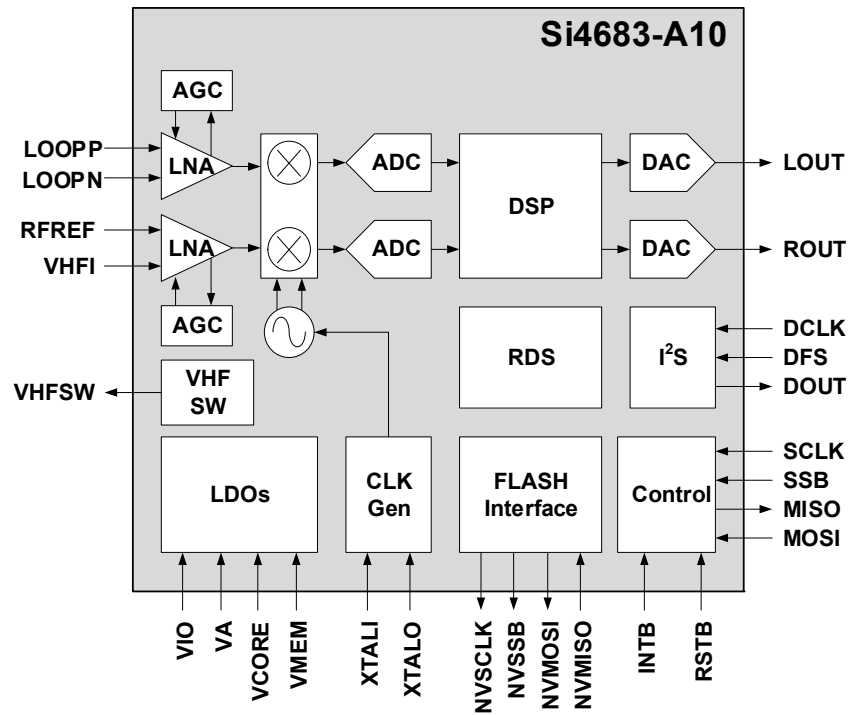 Si4683-A10
AGC
LOOPP
LOOPN
LNA
ADC
DSP
DAC
LOUT
RFREF
VHFI
LNA
ADC
DAC
ROUT
AGC
RDS
I²S
DCLK
DFS
DOUT
VHFSW
VHF
SW
LDOs
CLK
Gen
FLASH
Interface
Control
SCLK
SSB
MISO
MOSI
VIO
VA
VCORE
VMEM
XTALI
XTALO
NVSCLK
NVSSB
NVMOSI
NVMISO
INTB
RSTB